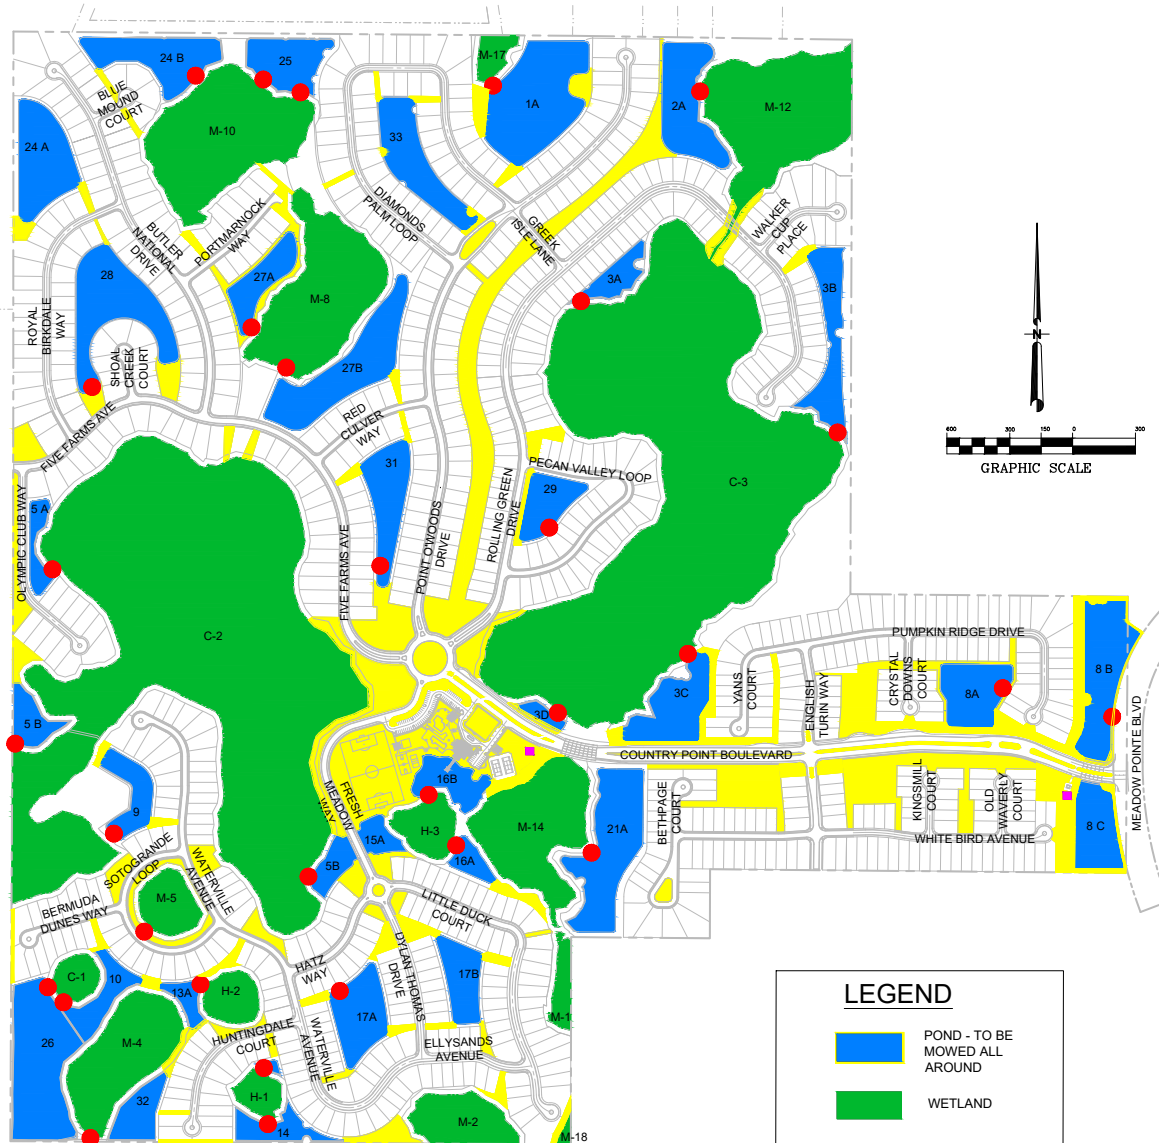 24 B
25
M-17
1A
2A
M-12
BLUE
MOUND
COURT
M-10
33
24 A
DIAMONDS
PALM LOOP
GREEK
ISLE LANE
WALKER
CUP
PLACE
BUTLER
NATIONAL
DRIVE
PORTMARNOCK
WAY
28
27A
M-8
3A
3B
ROYAL
BIRKDALE
WAY
SHOAL
CREEK
COURT
27B
RED
CULVER
WAY
FIVE FARMS AVE
N
600
300
150
0
300
GRAPHIC SCALE
31
PECAN VALLEY LOOP
29
C-3
5 A
OLYMPIC CLUB WAY
ROLLING GREEN
DRIVE
POINT O'WOODS
DRIVE
FIVE FARMS AVE
C-2
PUMPKIN RIDGE DRIVE
YANS
COURT
ENGLISH
TURIN WAY
CRYSTAL
DOWNS
COURT
8A
8 B
MEADOW POINTE BLVD
3C
3D
5 B
COUNTRY POINT BOULEVARD
16B
FRESH
MEADOW
WAY
BETHPAGE
COURT
KINGSMILL
COURT
OLD
WAVERLY
COURT
WHITE BIRD AVENUE
8 C
9
H-3
M-14
21A
15A
16A
5B
SOTOGRANDE
LOOP
WATERVILLE
AVENUE
M-5
BERMUDA
DUNES WAY
LITTLE DUCK
COURT
HATZ
WAY
DYLAN THOMAS
DRIVE
17B
C-1
10
13A
H-2
17A
26
M-4
HUNTINGDALE
COURT
WATERVILLE
AVENUE
ELLYSANDS
AVENUE
H-1
32
14
M-2
M-18
LEGEND
POND - TO BE
MOWED ALL
AROUND
WETLAND